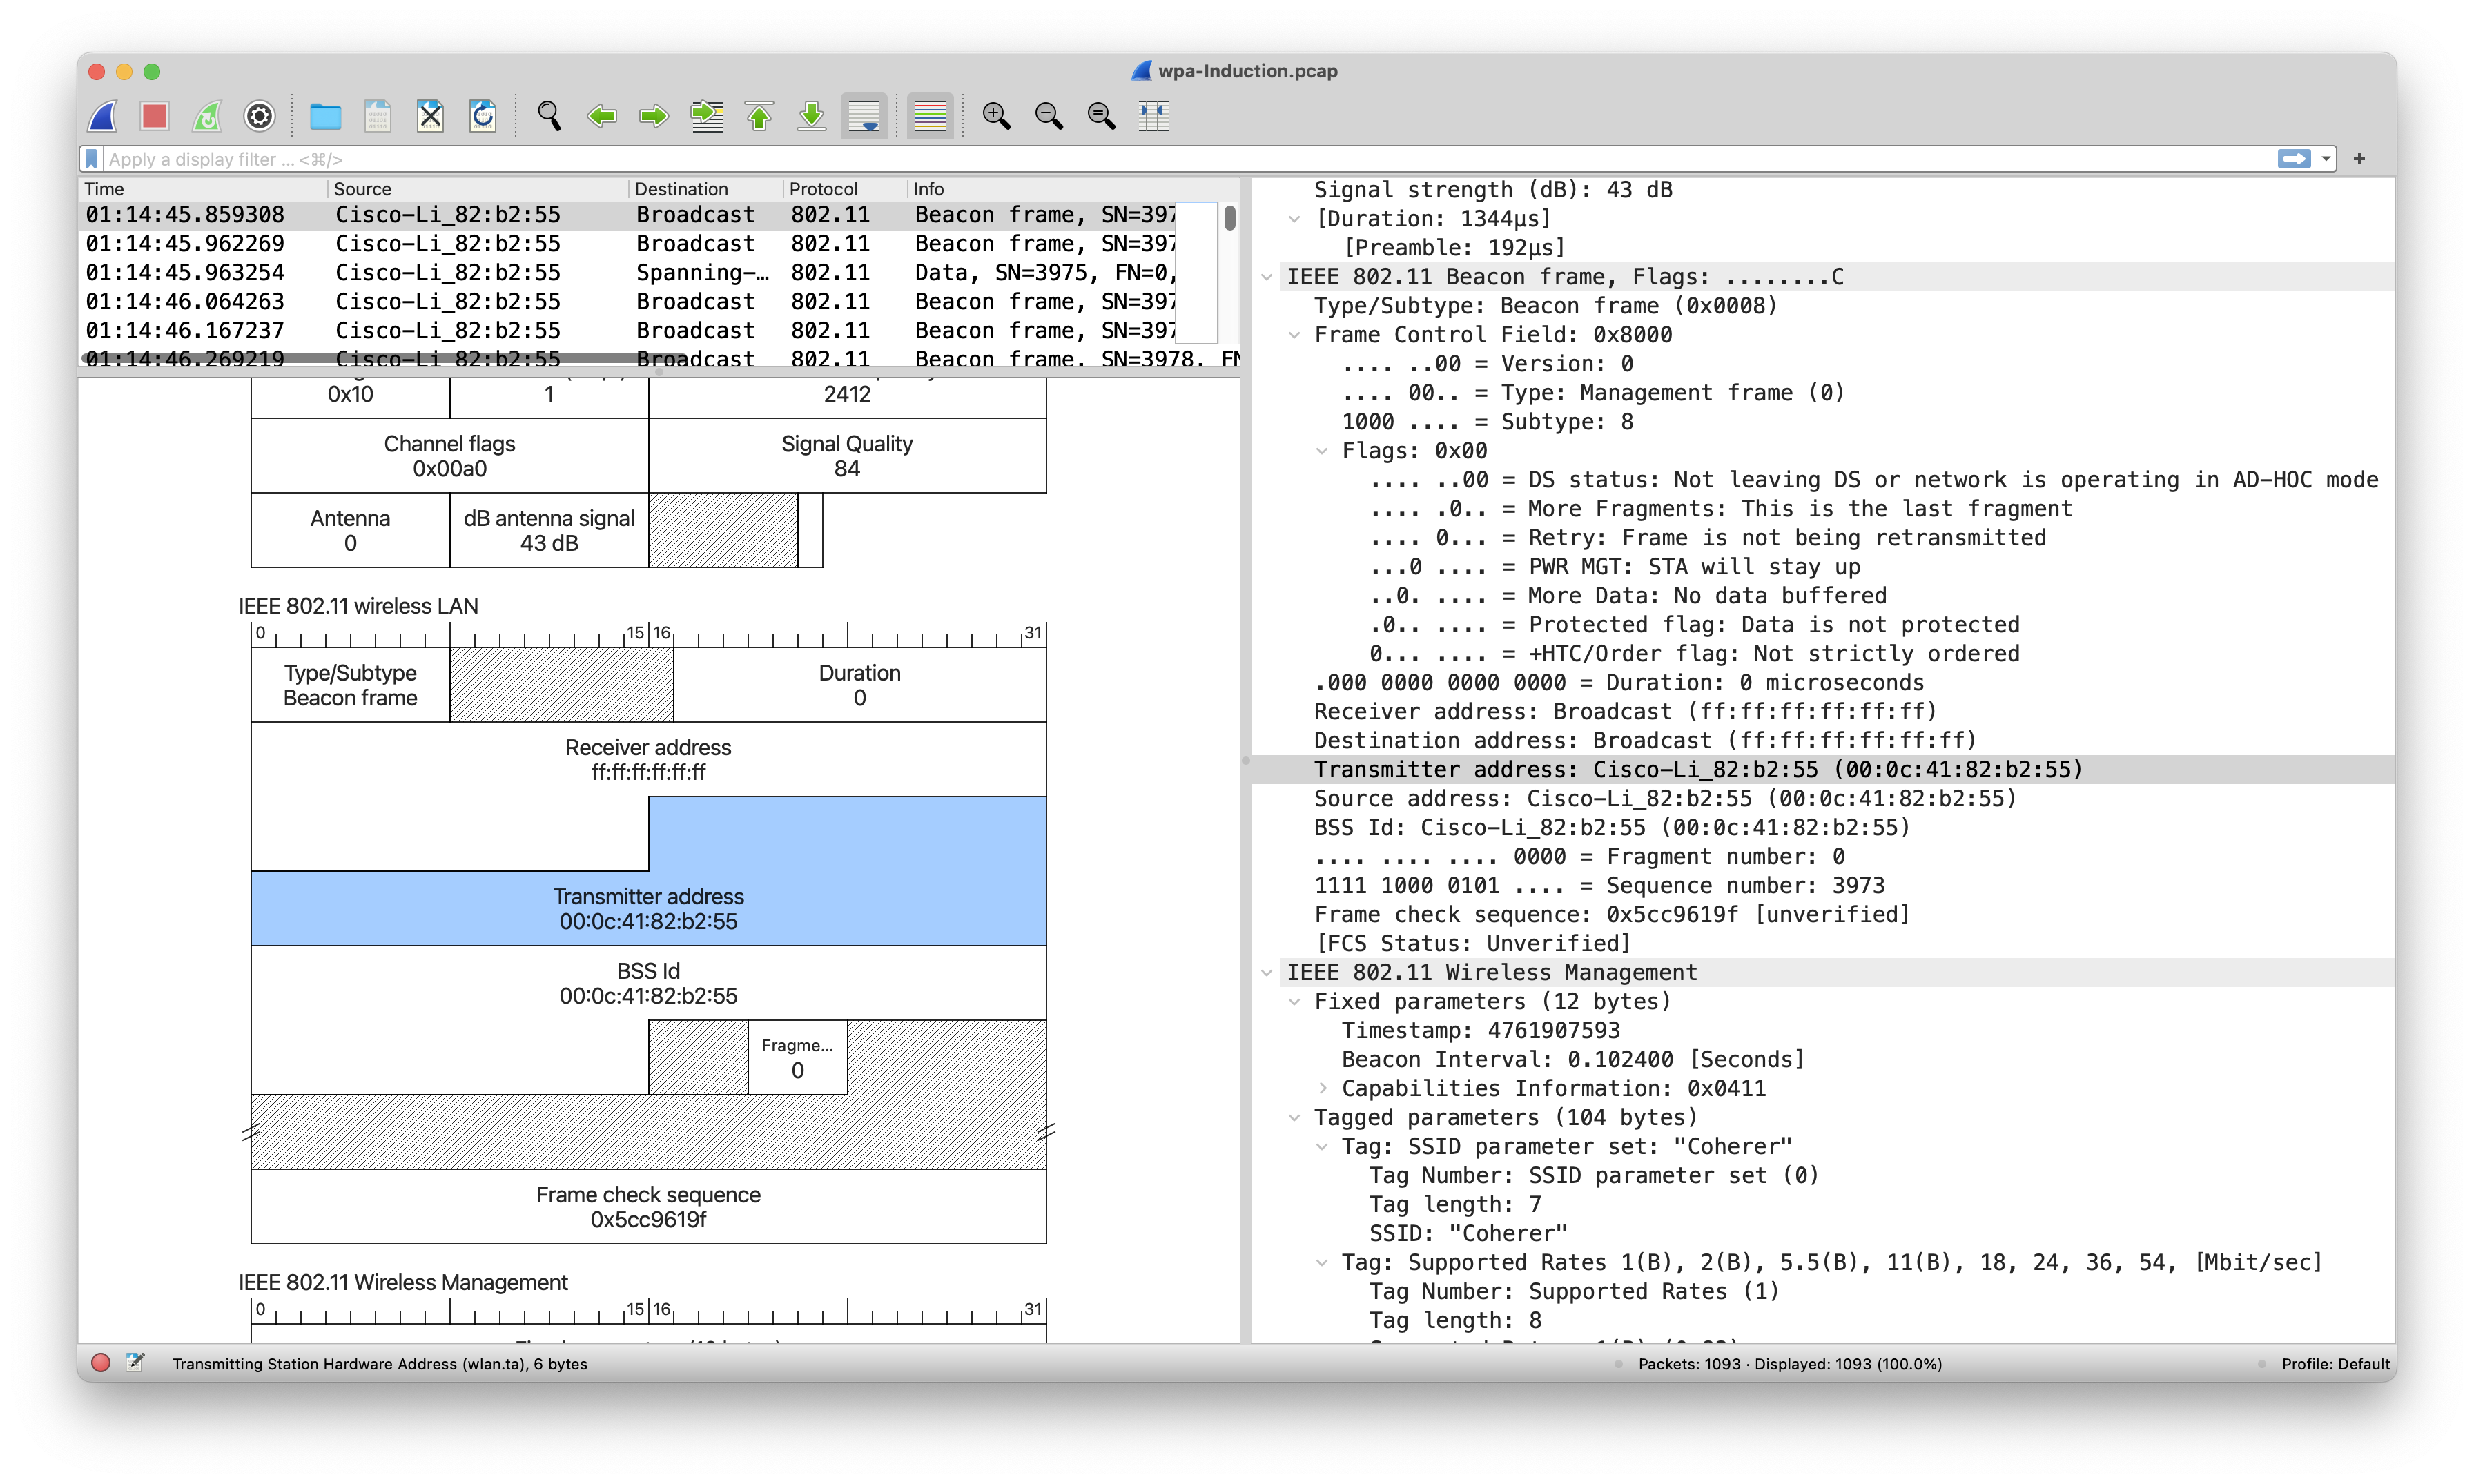 wpa-Induction.pcap
Apply a display filter ... <⌘/>
+
Time Source Destination Protocol Info
01:14:45.859308 Cisco-Li_82:b2:55 Broadcast 802.11 Beacon frame, SN=397
01:14:45.962269 Cisco-Li_82:b2:55 Broadcast 802.11 Beacon frame, SN=397
01:14:45.963254 Cisco-Li_82:b2:55 Spanning-… 802.11 Data, SN=3975, FN=0,
01:14:46.064263 Cisco-Li_82:b2:55 Broadcast 802.11 Beacon frame, SN=397
01:14:46.167237 Cisco-Li_82:b2:55 Broadcast 802.11 Beacon frame, SN=397
01:14:46.269219 Cisco-Li_82:b2:55 Broadcast 802.11 Beacon frame, SN=3978, FN
0x10 1 2412
Channel flags Signal Quality
0x00a0 84
Antenna dB antenna signal
0 43 dB
IEEE 802.11 wireless LAN
0 15 16 31
Type/Subtype Duration
Beacon frame 0
Receiver address
ff:ff:ff:ff:ff:ff
Transmitter address
00:0c:41:82:b2:55
BSS Id
00:0c:41:82:b2:55
Fragme...
0
Frame check sequence
0x5cc9619f
IEEE 802.11 Wireless Management
0 15 16 31
Signal strength (dB): 43 dB
[Duration: 1344µs]
[Preamble: 192µs]
IEEE 802.11 Beacon frame, Flags: ........C
Type/Subtype: Beacon frame (0x0008)
Frame Control Field: 0x8000
.... ..00 = Version: 0
.... 00.. = Type: Management frame (0)
1000 .... = Subtype: 8
Flags: 0x00
.... ..00 = DS status: Not leaving DS or network is operating in AD-HOC mode
.... .0.. = More Fragments: This is the last fragment
.... 0... = Retry: Frame is not being retransmitted
...0 .... = PWR MGT: STA will stay up
..0. .... = More Data: No data buffered
.0.. .... = Protected flag: Data is not protected
0... .... = +HTC/Order flag: Not strictly ordered
.000 0000 0000 0000 = Duration: 0 microseconds
Receiver address: Broadcast (ff:ff:ff:ff:ff:ff)
Destination address: Broadcast (ff:ff:ff:ff:ff:ff)
Transmitter address: Cisco-Li_82:b2:55 (00:0c:41:82:b2:55)
Source address: Cisco-Li_82:b2:55 (00:0c:41:82:b2:55)
BSS Id: Cisco-Li_82:b2:55 (00:0c:41:82:b2:55)
.... .... .... 0000 = Fragment number: 0
1111 1000 0101 .... = Sequence number: 3973
Frame check sequence: 0x5cc9619f [unverified]
[FCS Status: Unverified]
IEEE 802.11 Wireless Management
Fixed parameters (12 bytes)
Timestamp: 4761907593
Beacon Interval: 0.102400 [Seconds]
Capabilities Information: 0x0411
Tagged parameters (104 bytes)
Tag: SSID parameter set: "Coherer"
Tag Number: SSID parameter set (0)
Tag length: 7
SSID: "Coherer"
Tag: Supported Rates 1(B), 2(B), 5.5(B), 11(B), 18, 24, 36, 54, [Mbit/sec]
Tag Number: Supported Rates (1)
Tag length: 8
Transmitting Station Hardware Address (wlan.ta), 6 bytes
Packets: 1093 · Displayed: 1093 (100.0%)
Profile: Default